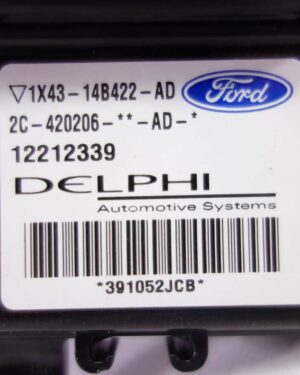 ▽1X43-14B422-AD Ford
2C-420206-**-AD-*
12212339
DELPHI
Automotive Systems
*391052JCB*